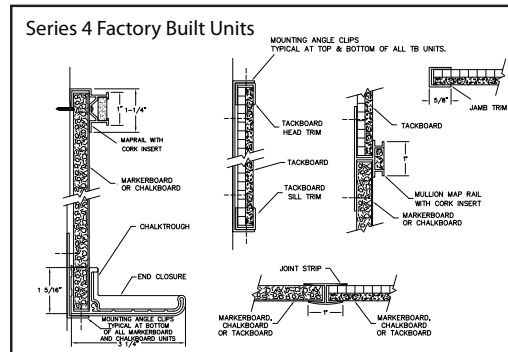 Series 4 Factory Built Units
MOUNTING ANGLE CLIPS
TYPICAL AT TOP & BOTTOM OF ALL TB UNITS.
1"
1-1/4"
MAPRAIL WITH
CORK INSERT
MARKERBOARD
OR CHALKBOARD
CHALKTROUGH
END CLOSURE
1 5/16"
MOUNTING ANGLE CLIPS
TYPICAL AT BOTTOM
OF ALL MARKERBOARD
AND CHALKBOARD UNITS
3 1/4"
TACKBOARD
HEAD TRIM
TACKBOARD
TACKBOARD
SILL TRIM
5/8"
JAMB TRIM
TACKBOARD
1"
MULLION MAP RAIL
WITH CORK INSERT
MARKERBOARD
OR CHALKBOARD
JOINT STRIP
1"
MARKERBOARD,
CHALKBOARD
OR TACKBOARD
MARKERBOARD,
CHALKBOARD
OR TACKBOARD